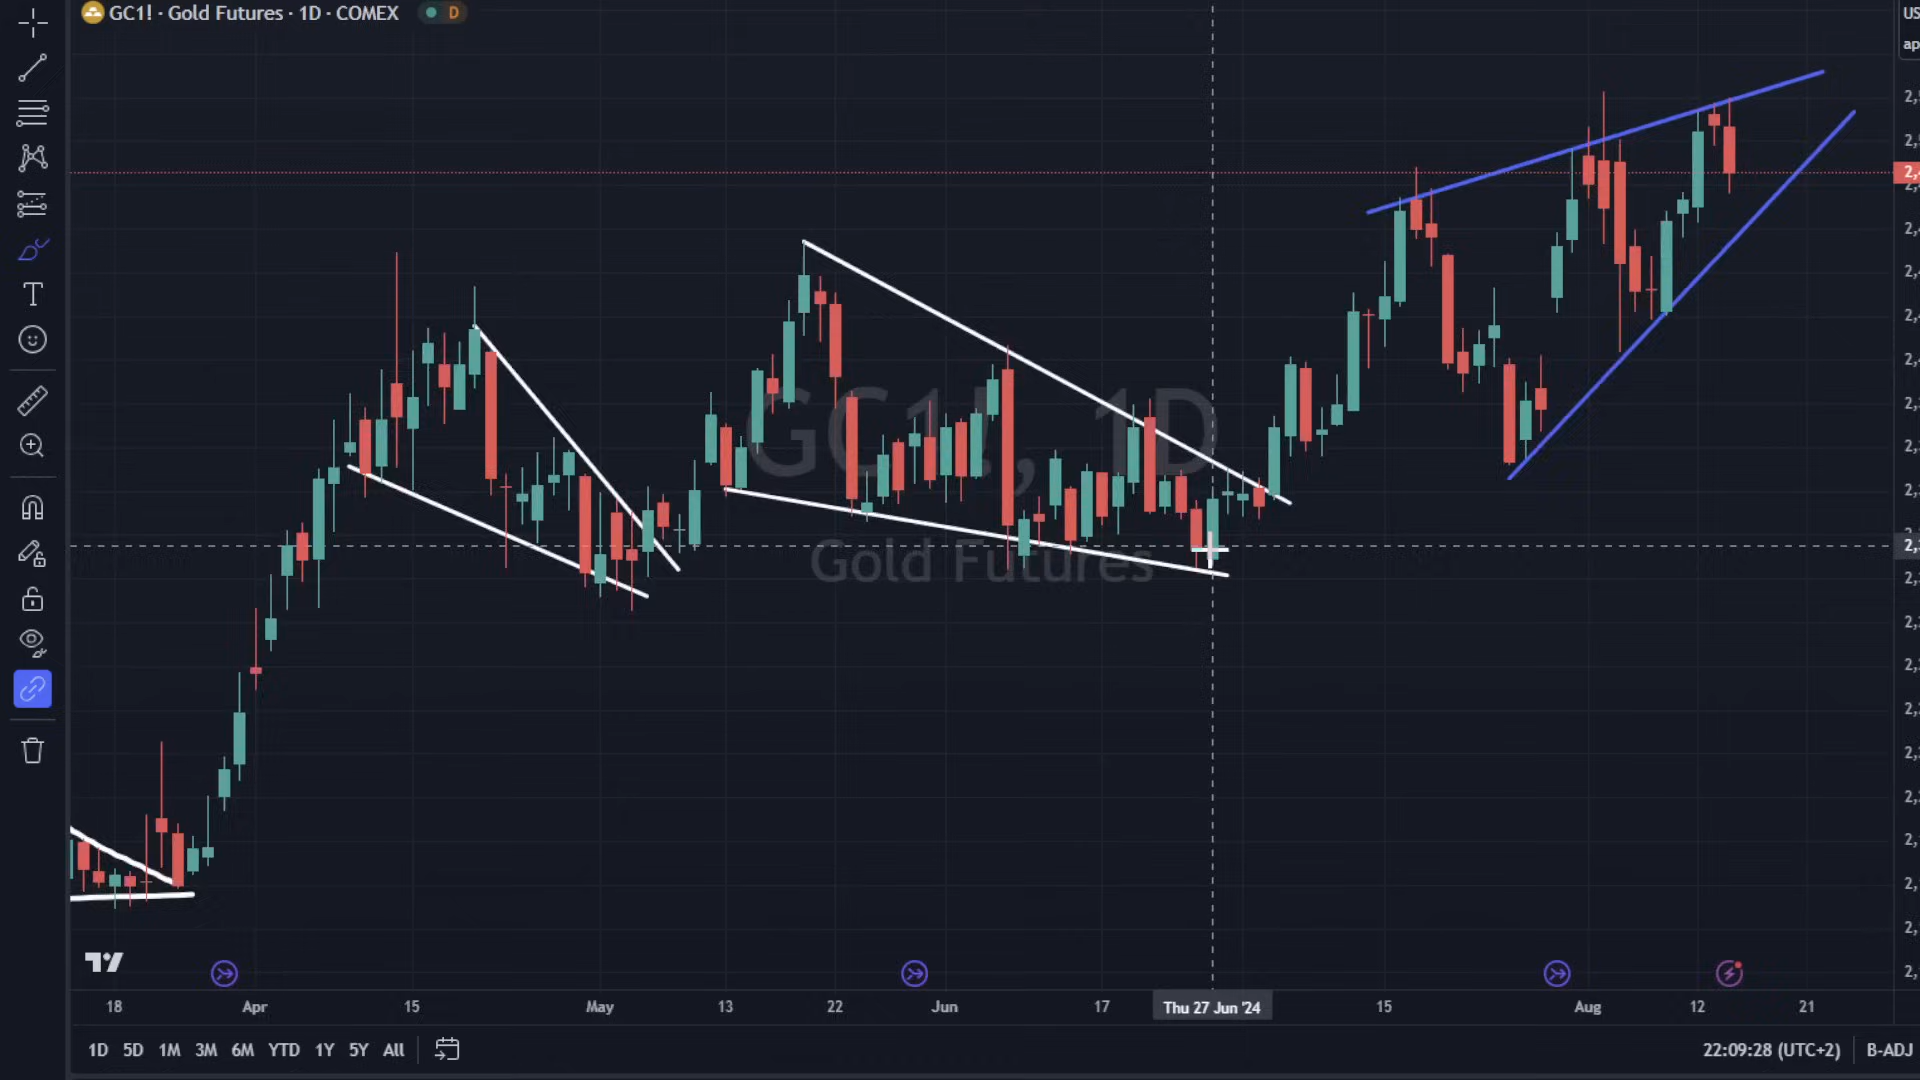 GC1! · Gold Futures · 1D · COMEX
D
US
ap
GC1!, 1D
Gold Futures
18 Apr 15 May 13 22 Jun 17 Thu 27 Jun '24 15 Aug 12 21
1D 5D 1M 3M 6M YTD 1Y 5Y All
22:09:28 (UTC+2) B-ADJ